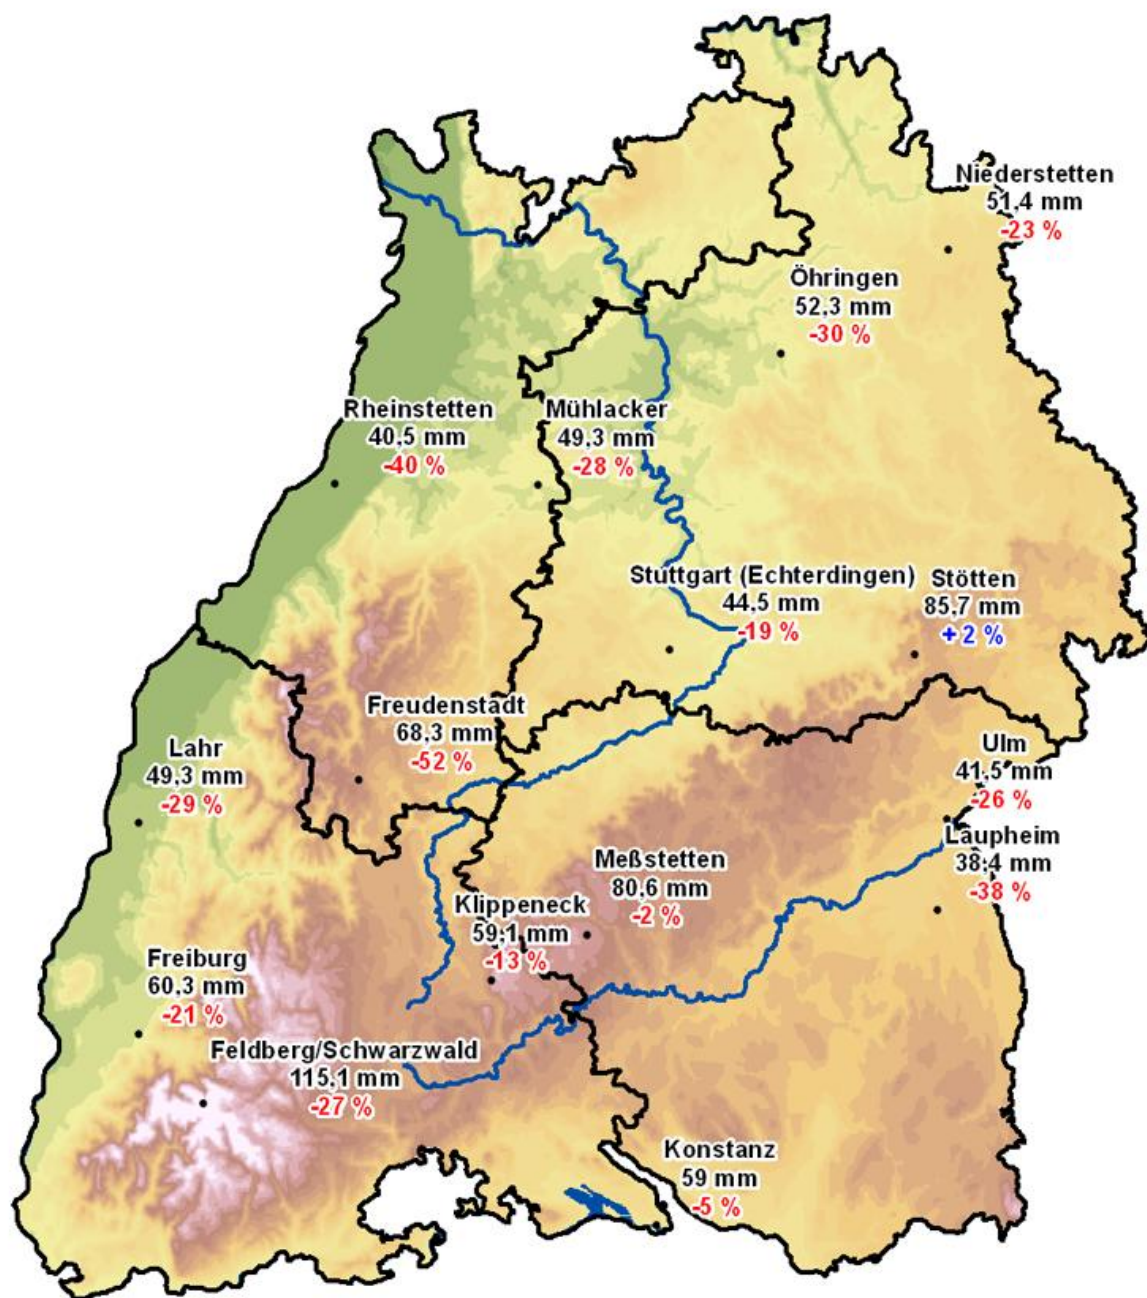 Niederstetten
51,4 mm
-23 %
Öhringen
52,3 mm
-30 %
Rheinstetten
40,5 mm
-40 %
Mühlacker
49,3 mm
-28 %
Stuttgart (Echterdingen)
44,5 mm
-19 %
Stötten
85,7 mm
+ 2 %
Freudenstadt
68,3 mm
-52 %
Lahr
49,3 mm
-29 %
Ulm
41,5 mm
-26 %
Laupheim
38,4 mm
-38 %
Meßstetten
80,6 mm
-2 %
Klippeneck
59,1 mm
-13 %
Freiburg
60,3 mm
-21 %
Feldberg/Schwarzwald
115,1 mm
-27 %
Konstanz
59 mm
-5 %